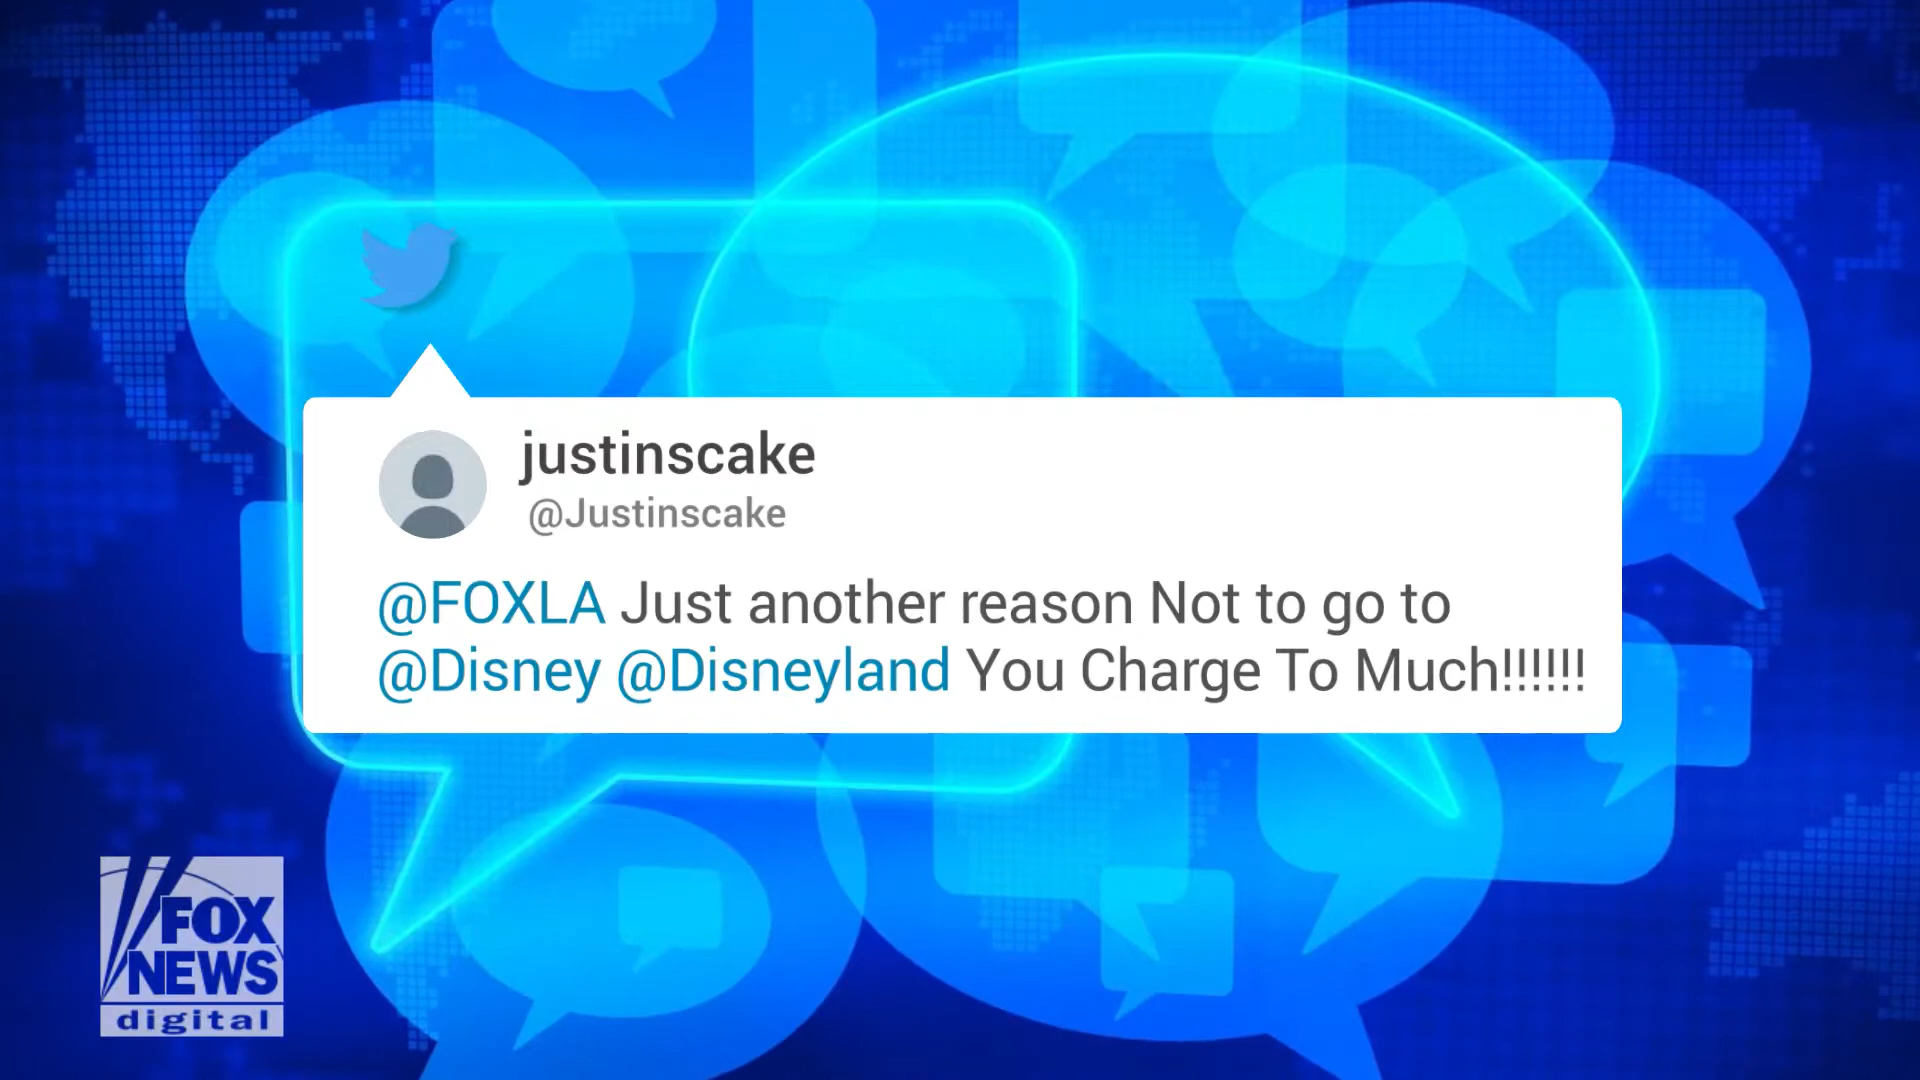 justinscake
@Justinscake
@FOXLA Just another reason Not to go to
@Disney @Disneyland You Charge To Much!!!!!!
FOX
NEWS
digital